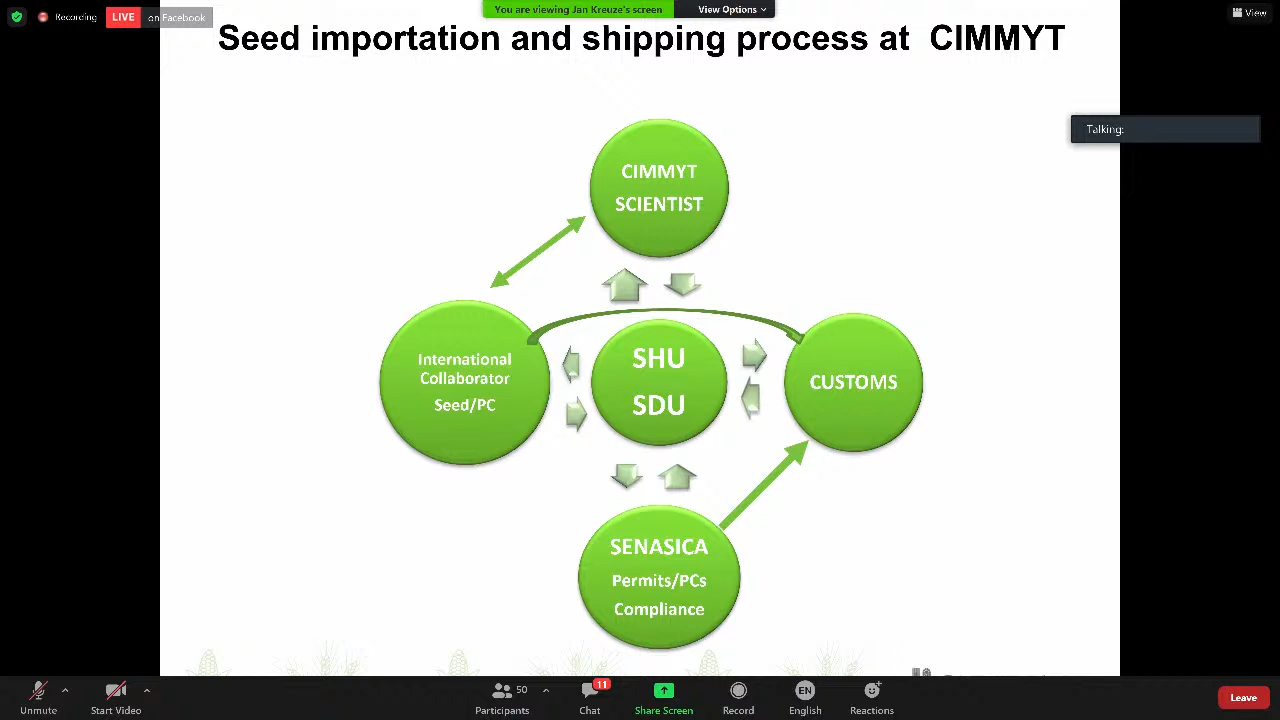 Recording
LIVE on Facebook
You are viewing Jan Kreuze's screen
View Options
View
Seed importation and shipping process at CIMMYT
Talking:
CIMMYT
SCIENTIST
International
Collaborator
Seed/PC
SHU
SDU
CUSTOMS
SENASICA
Permits/PCs
Compliance
Unmute
Start Video
50
Participants
11
Chat
Share Screen
Record
EN
English
Reactions
Leave